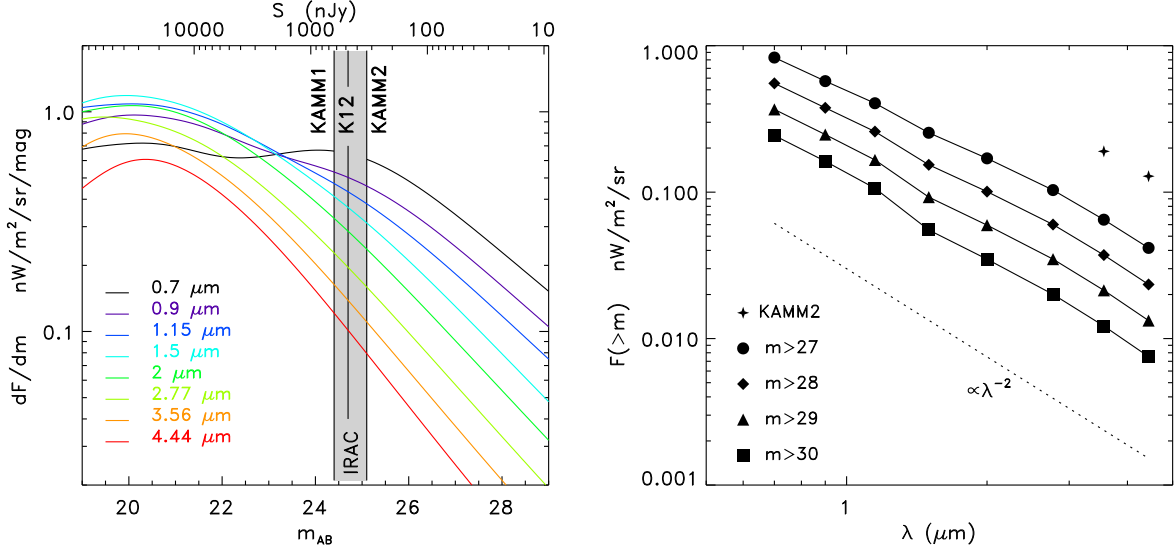 S (nJy)
10000 1000 100 10
1.0
0.1
dF/dm nW/m²/sr/mag
KAMM1
K12
KAMM2
IRAC
0.7 μm
0.9 μm
1.15 μm
1.5 μm
2 μm
2.77 μm
3.56 μm
4.44 μm
20 22 24 26 28
m_AB
1.000
0.100
0.010
0.001
F(>m) nW/m²/sr
KAMM2
m>27
m>28
m>29
m>30
∝λ⁻²
1
λ (μm)